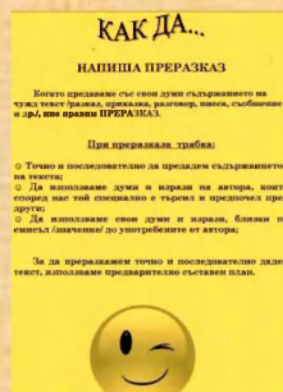 КАК ДА...
НАПИША ПРЕРАЗКАЗ
Когато предаваме със свои думи съдържанието на
чужд текст /разказ, приказка, разговор, пиеса, съобщение
и др./, ние правим ПРЕРАЗКАЗ.
При преразказа трябва:
☺ Точно и последователно да предадем съдържанието
на текста;
☺ Да използваме думи и изрази на автора, коит
според нас той специално е търсил и предпочел пре
други;
☺ Да използваме свои думи и изрази, близки п
смисъл /значение/ до употребените от автора;
За да преразкажем точно и последователно даде
текст, използваме предварително съставен план.